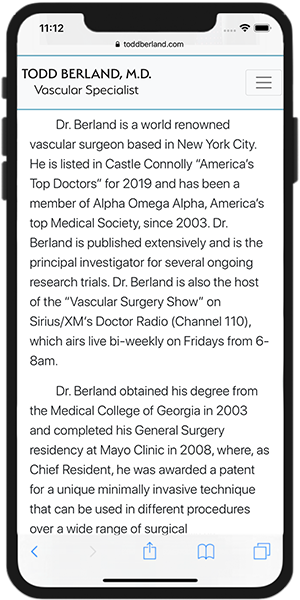 11:12
toddberland.com
TODD BERLAND, M.D.
Vascular Specialist
Dr. Berland is a world renowned
vascular surgeon based in New York City.
He is listed in Castle Connolly “America’s
Top Doctors” for 2019 and has been a
member of Alpha Omega Alpha, America’s
top Medical Society, since 2003. Dr.
Berland is published extensively and is the
principal investigator for several ongoing
research trials. Dr. Berland is also the host
of the “Vascular Surgery Show” on
Sirius/XM’s Doctor Radio (Channel 110),
which airs live bi-weekly on Fridays from 6-
8am.
Dr. Berland obtained his degree from
the Medical College of Georgia in 2003
and completed his General Surgery
residency at Mayo Clinic in 2008, where, as
Chief Resident, he was awarded a patent
for a unique minimally invasive technique
that can be used in different procedures
over a wide range of surgical